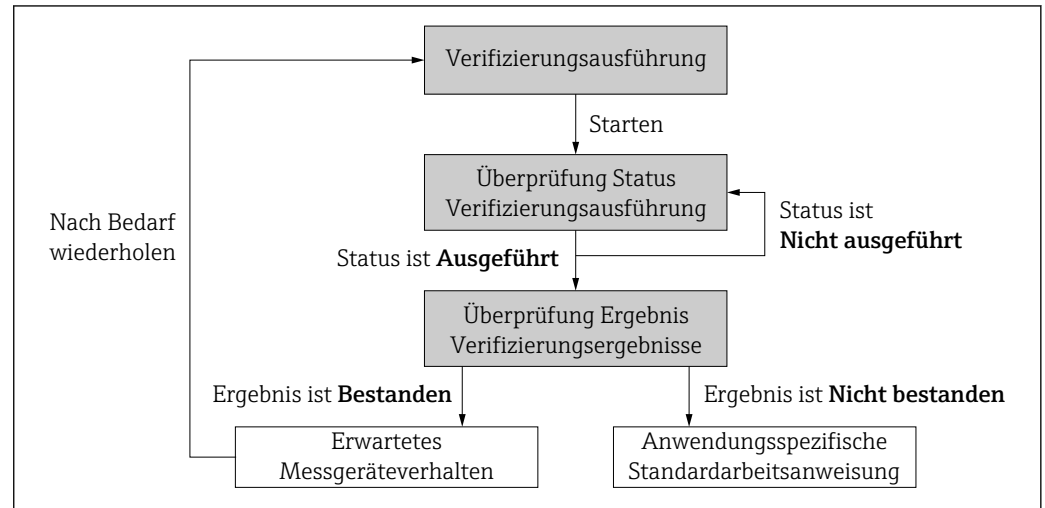 Verifizierungsausführung
Starten
Überprüfung Status
Verifizierungsausführung
Nach Bedarf
wiederholen
Status ist
Nicht ausgeführt
Status ist Ausgeführt
Überprüfung Ergebnis
Verifizierungsergebnisse
Ergebnis ist Bestanden
Ergebnis ist Nicht bestanden
Erwartetes
Messgeräteverhalten
Anwendungsspezifische
Standardarbeitsanweisung